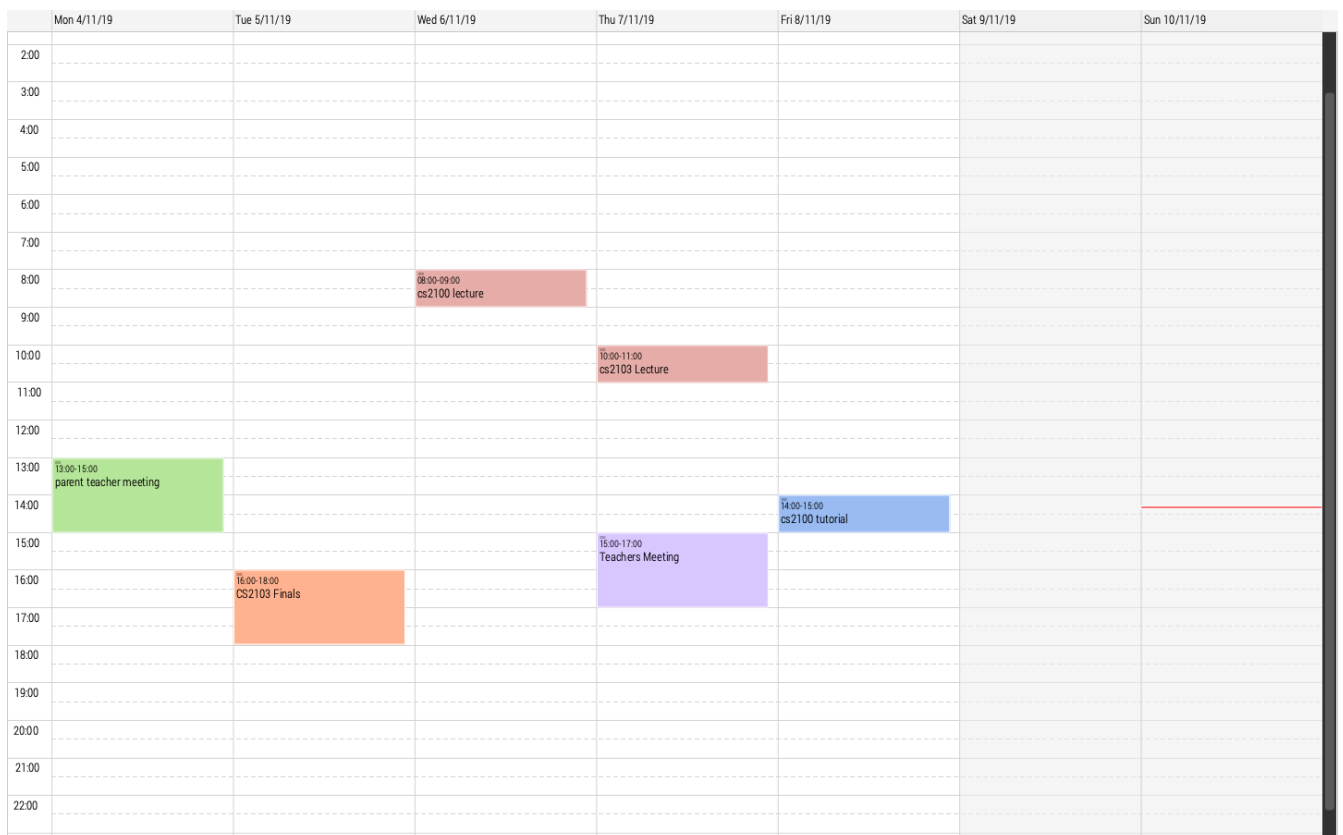 Mon 4/11/19
Tue 5/11/19
Wed 6/11/19
Thu 7/11/19
Fri 8/11/19
Sat 9/11/19
Sun 10/11/19
2:00
3:00
4:00
5:00
6:00
7:00
8:00
08:00-09:00
cs2100 lecture
9:00
10:00
10:00-11:00
cs2103 Lecture
11:00
12:00
13:00
13:00-15:00
parent teacher meeting
14:00
14:00-15:00
cs2100 tutorial
15:00
15:00-17:00
Teachers Meeting
16:00
16:00-18:00
CS2103 Finals
17:00
18:00
19:00
20:00
21:00
22:00